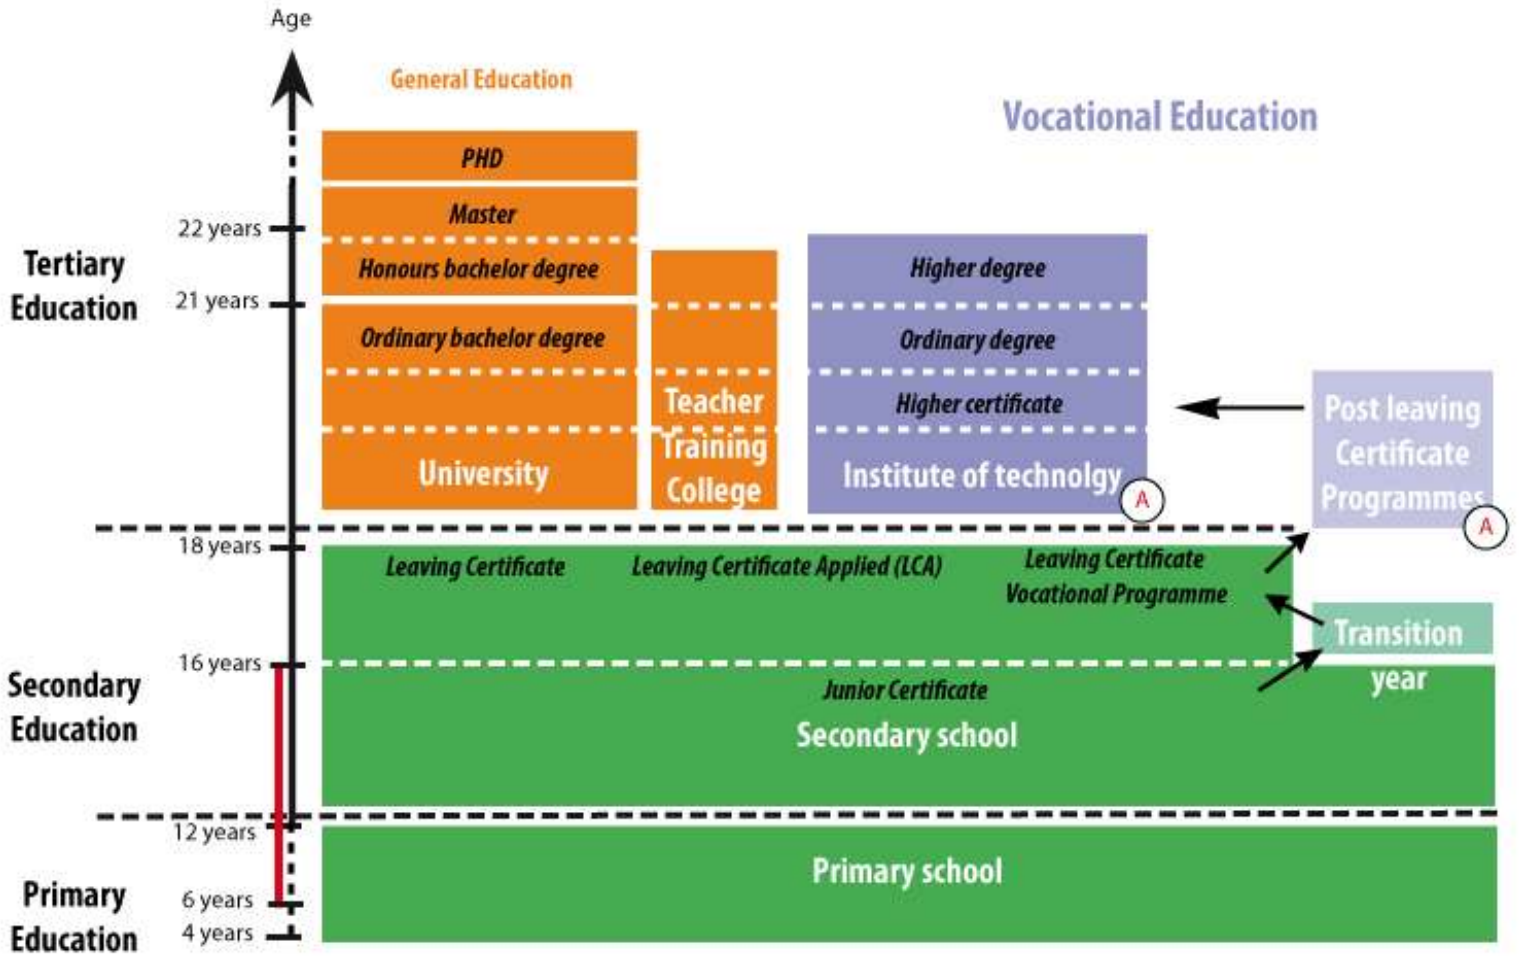 Age
General Education
Vocational Education
PHD
Master
22 years
Tertiary
Education
Honours bachelor degree
Higher degree
21 years
Ordinary bachelor degree
Ordinary degree
Higher certificate
University
Teacher
Training
College
Institute of technolgy
A
Post leaving
Certificate
Programmes
A
18 years
Leaving Certificate
Leaving Certificate Applied (LCA)
Leaving Certificate
Vocational Programme
Transition
year
16 years
Secondary
Education
Junior Certificate
Secondary school
12 years
Primary school
Primary
Education
6 years
4 years